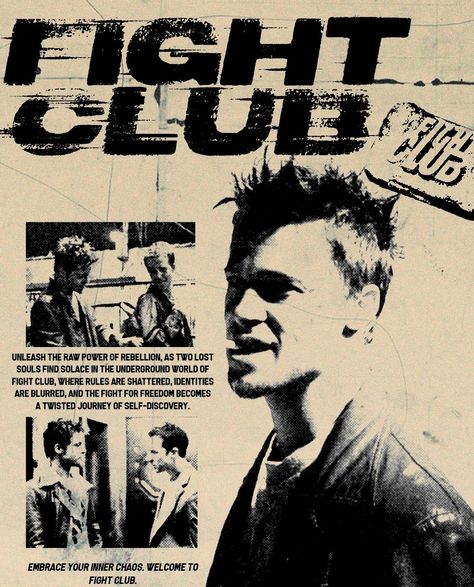 FIGHT
CLUB
FIGHT
CLUB
UNLEASH THE RAW POWER OF REBELLION, AS TWO LOST
SOULS FIND SOLACE IN THE UNDERGROUND WORLD OF
FIGHT CLUB, WHERE RULES ARE SHATTERED, IDENTITIES
ARE BLURRED, AND THE FIGHT FOR FREEDOM BECOMES
A TWISTED JOURNEY OF SELF-DISCOVERY.
EMBRACE YOUR INNER CHAOS. WELCOME TO
FIGHT CLUB.